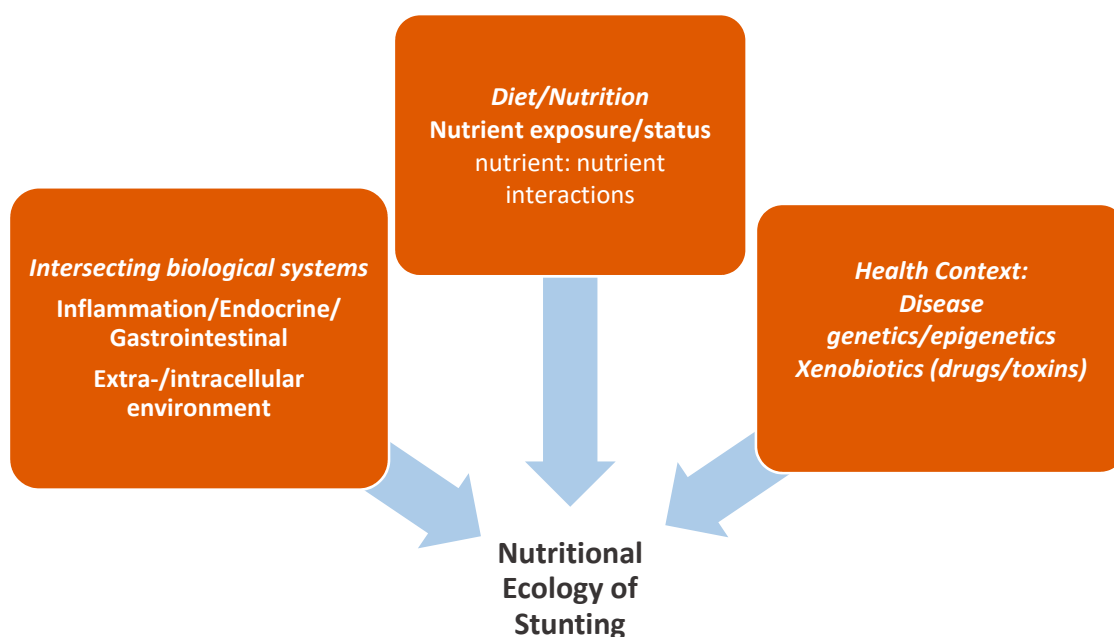 Diet/Nutrition
Nutrient exposure/status
nutrient: nutrient
interactions
Intersecting biological systems
Inflammation/Endocrine/
Gastrointestinal
Extra-/intracellular
environment
Health Context:
Disease
genetics/epigenetics
Xenobiotics (drugs/toxins)
Nutritional
Ecology of
Stunting